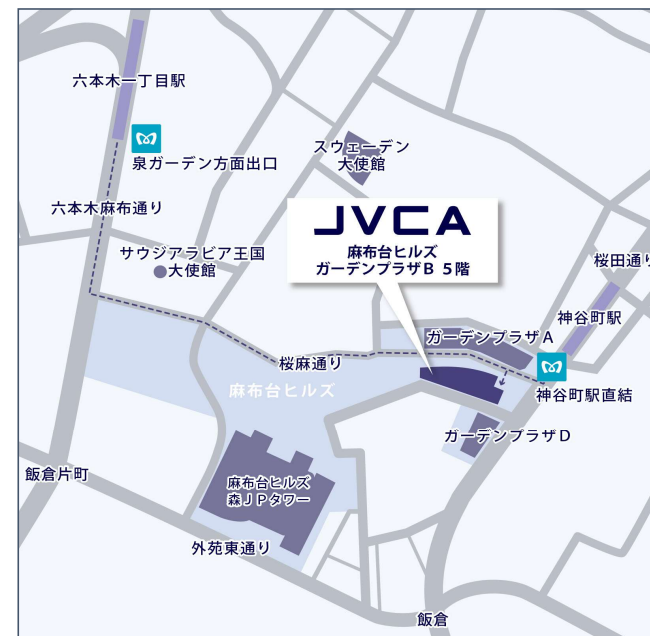 六本木一丁目駅
泉ガーデン方面出口
スウェーデン
大使館
六本木麻布通り
JVCA
麻布台ヒルズ
ガーデンプラザB 5階
サウジアラビア王国
大使館
桜田通り
神谷町駅
ガーデンプラザA
桜麻通り
神谷町駅直結
麻布台ヒルズ
ガーデンプラザD
飯倉片町
麻布台ヒルズ
森JPタワー
外苑東通り
飯倉